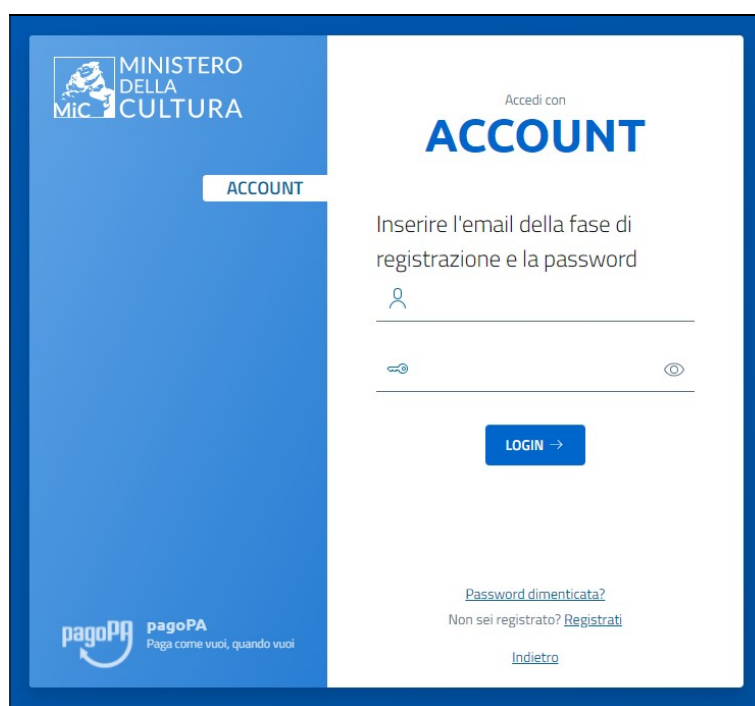 MINISTERO
DELLA
MiC CULTURA
ACCOUNT
Accedi con
ACCOUNT
Inserire l'email della fase di
registrazione e la password
LOGIN →
Password dimenticata?
Non sei registrato? Registrati
Indietro
pagoPA
pagoPA
Paga come vuoi, quando vuoi